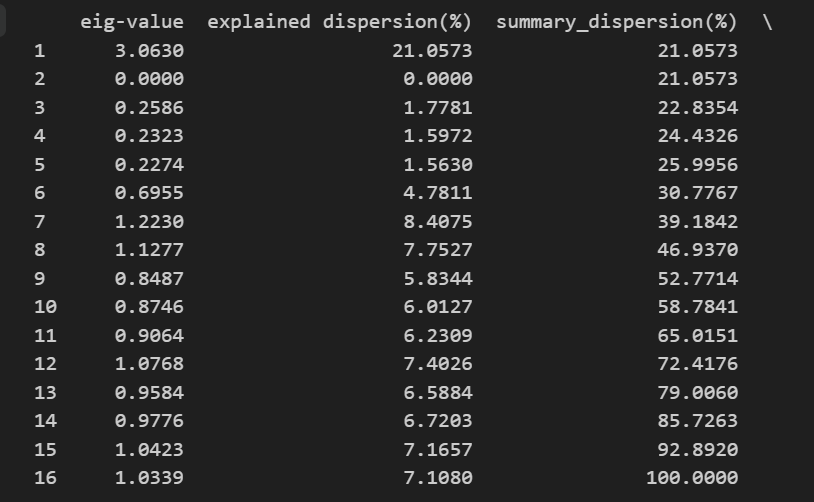 eig-value explained dispersion(%) summary_dispersion(%) \
1 3.0630 21.0573 21.0573
2 0.0000 0.0000 21.0573
3 0.2586 1.7781 22.8354
4 0.2323 1.5972 24.4326
5 0.2274 1.5630 25.9956
6 0.6955 4.7811 30.7767
7 1.2230 8.4075 39.1842
8 1.1277 7.7527 46.9370
9 0.8487 5.8344 52.7714
10 0.8746 6.0127 58.7841
11 0.9064 6.2309 65.0151
12 1.0768 7.4026 72.4176
13 0.9584 6.5884 79.0060
14 0.9776 6.7203 85.7263
15 1.0423 7.1657 92.8920
16 1.0339 7.1080 100.0000